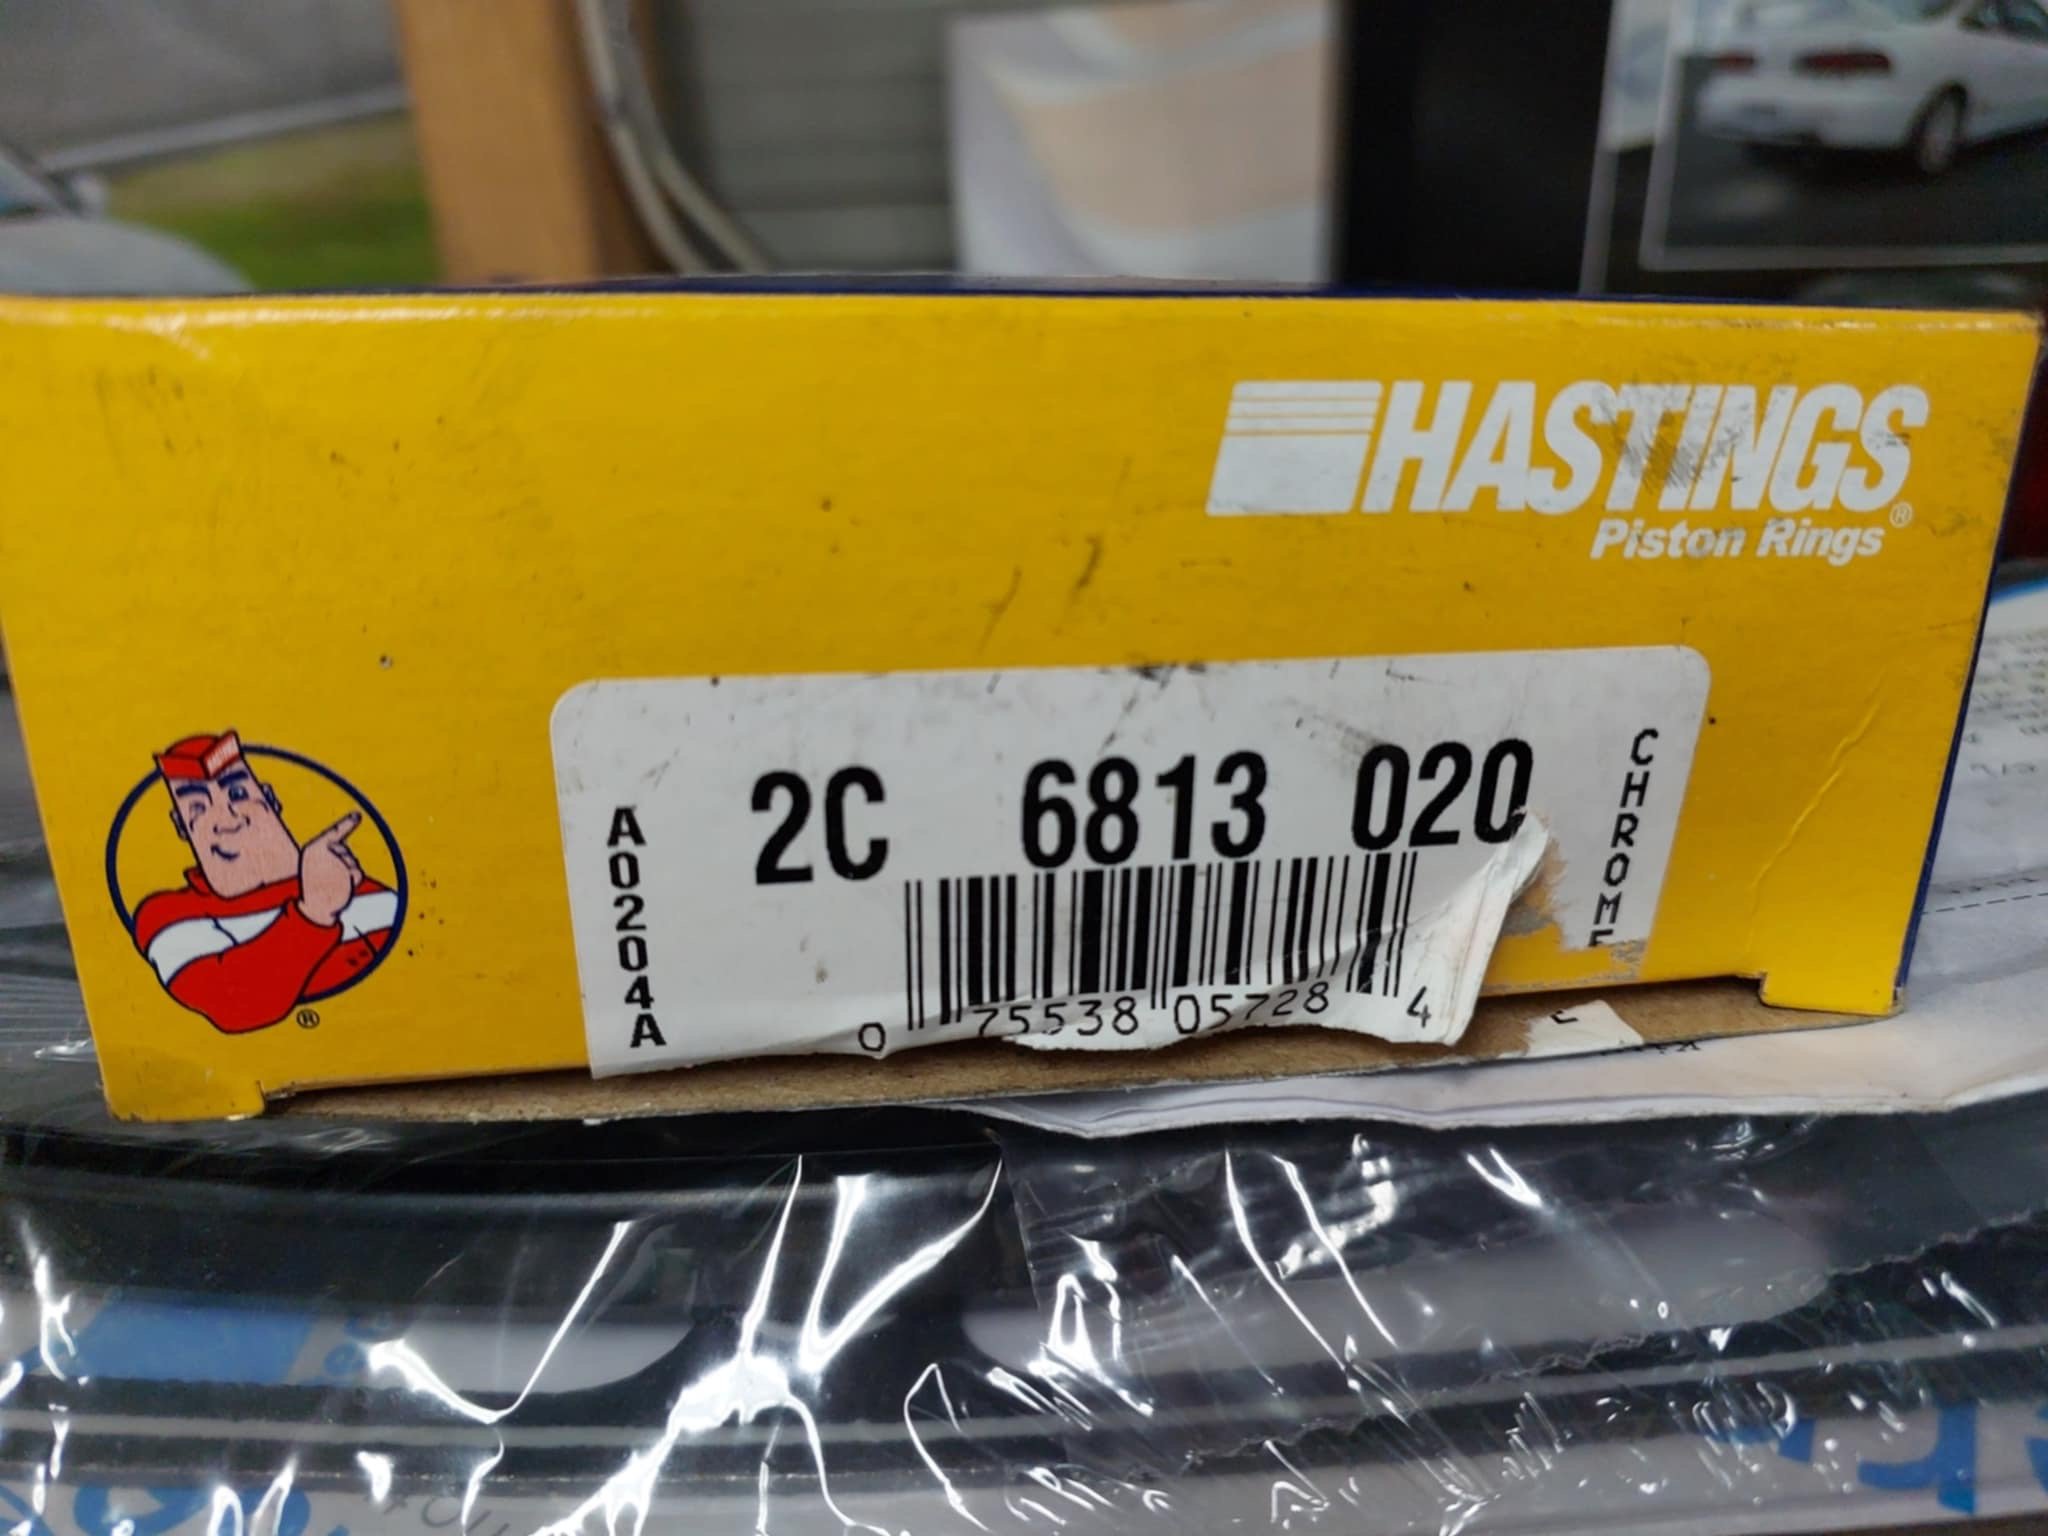 HASTINGS®
Piston Rings
2C 6813 020
A0204A
CHROME
0 75538 05728 4
®